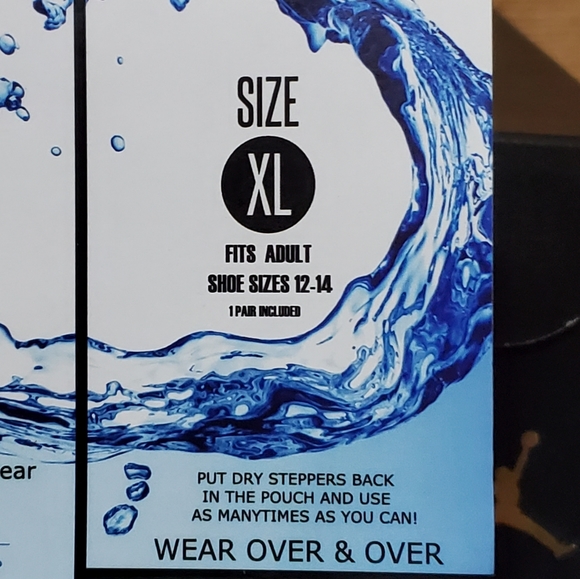 SIZE
XL
FITS ADULT
SHOE SIZES 12-14
1 PAIR INCLUDED
ear
PUT DRY STEPPERS BACK
IN THE POUCH AND USE
AS MANYTIMES AS YOU CAN!
WEAR OVER & OVER